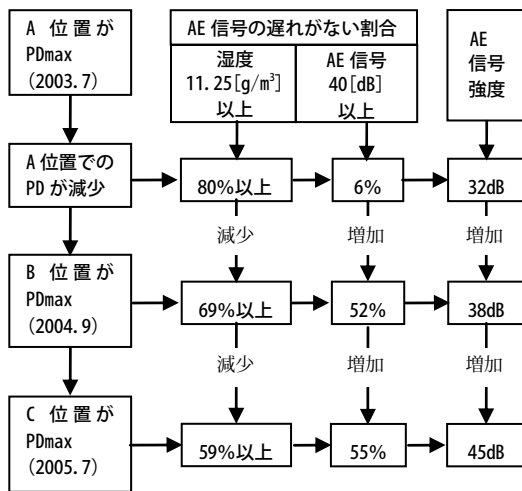 A 位置が
PDmax
(2003.7)
AE 信号の遅れがない割合
湿度
11.25[g/m³]
以上
AE 信号
40[dB]
以上
AE
信号
強度
A 位置での
PD が減少
80%以上
6%
32dB
減少
増加
増加
B 位置が
PDmax
(2004.9)
69%以上
52%
38dB
減少
増加
増加
C 位置が
PDmax
(2005.7)
59%以上
55%
45dB